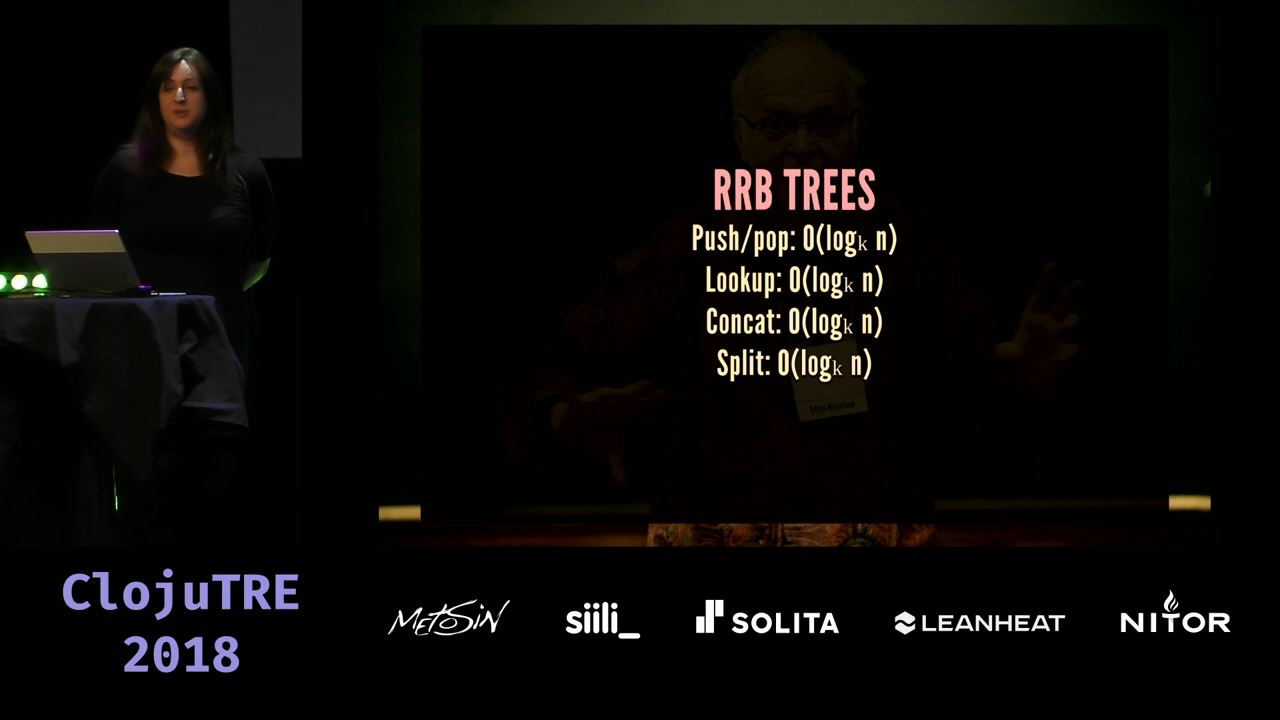 RRB TREES
Push/pop: O(logₖ n)
Lookup: O(logₖ n)
Concat: O(logₖ n)
Split: O(logₖ n)
ClojuTRE
2018
METOSIN
siili_
SOLITA
LEANHEAT
NITOR